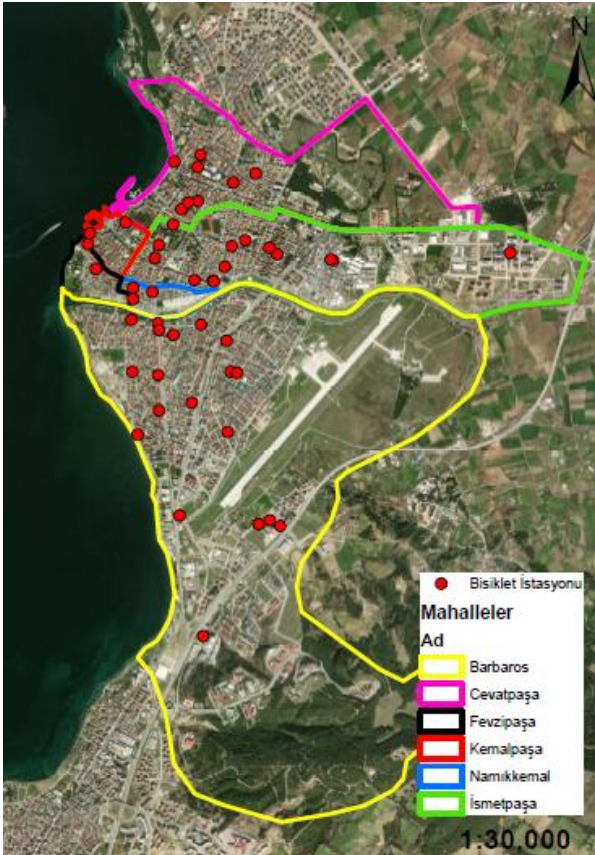 N
Bisiklet İstasyonu
Mahalleler
Ad
Barbaros
Cevatpaşa
Fevzipaşa
Kemalpaşa
Namıkkemal
İsmetpaşa
1:30,000